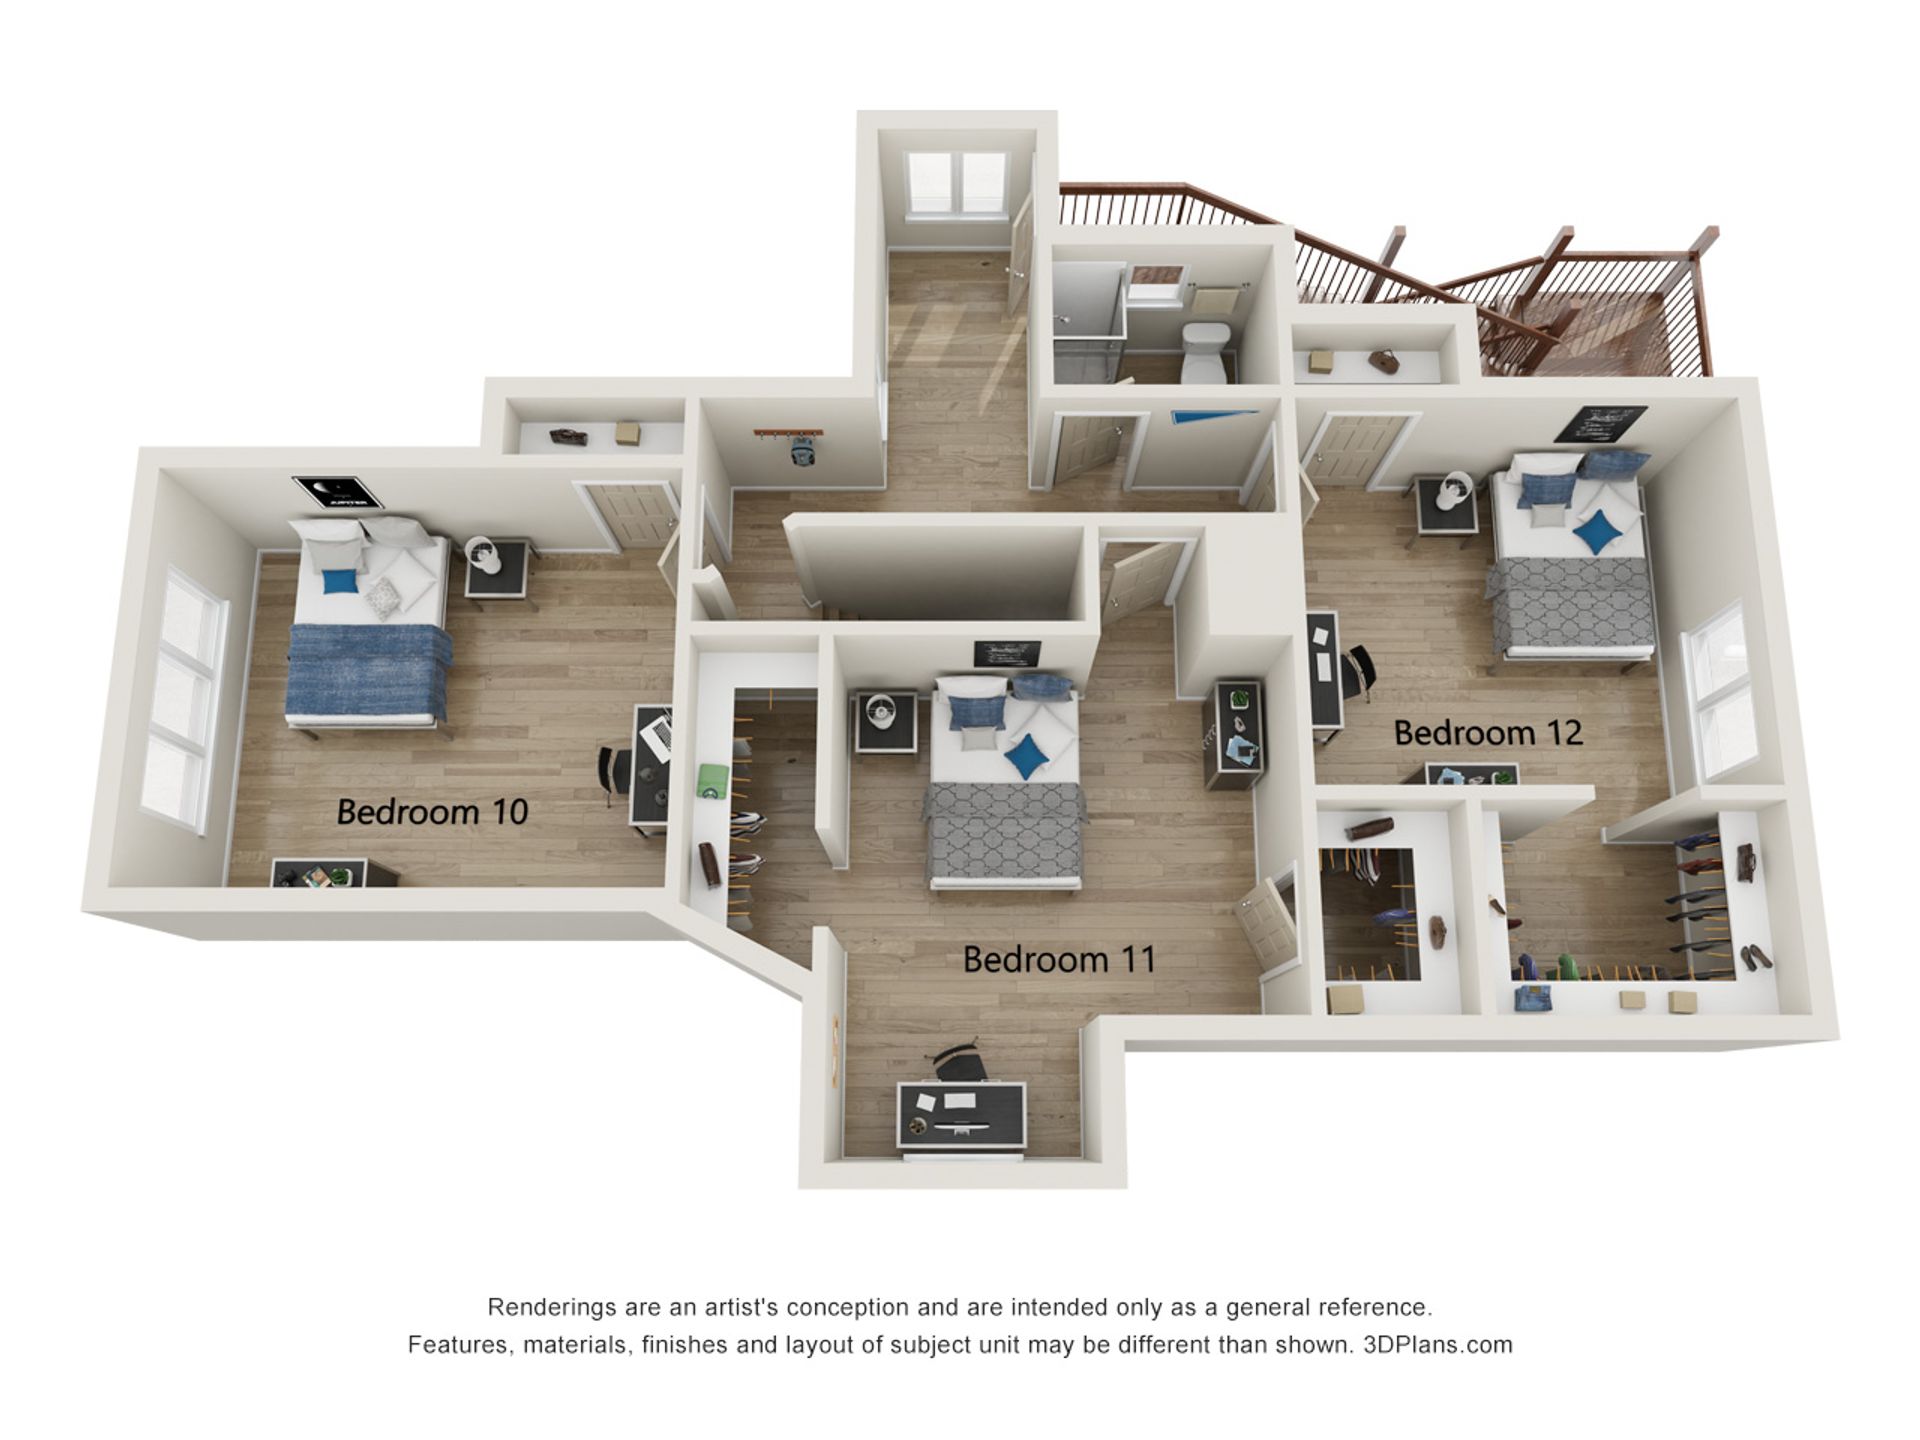 JUPITER
Bedroom 12
Bedroom 10
Bedroom 11
Renderings are an artist's conception and are intended only as a general reference.
Features, materials, finishes and layout of subject unit may be different than shown. 3DPlans.com